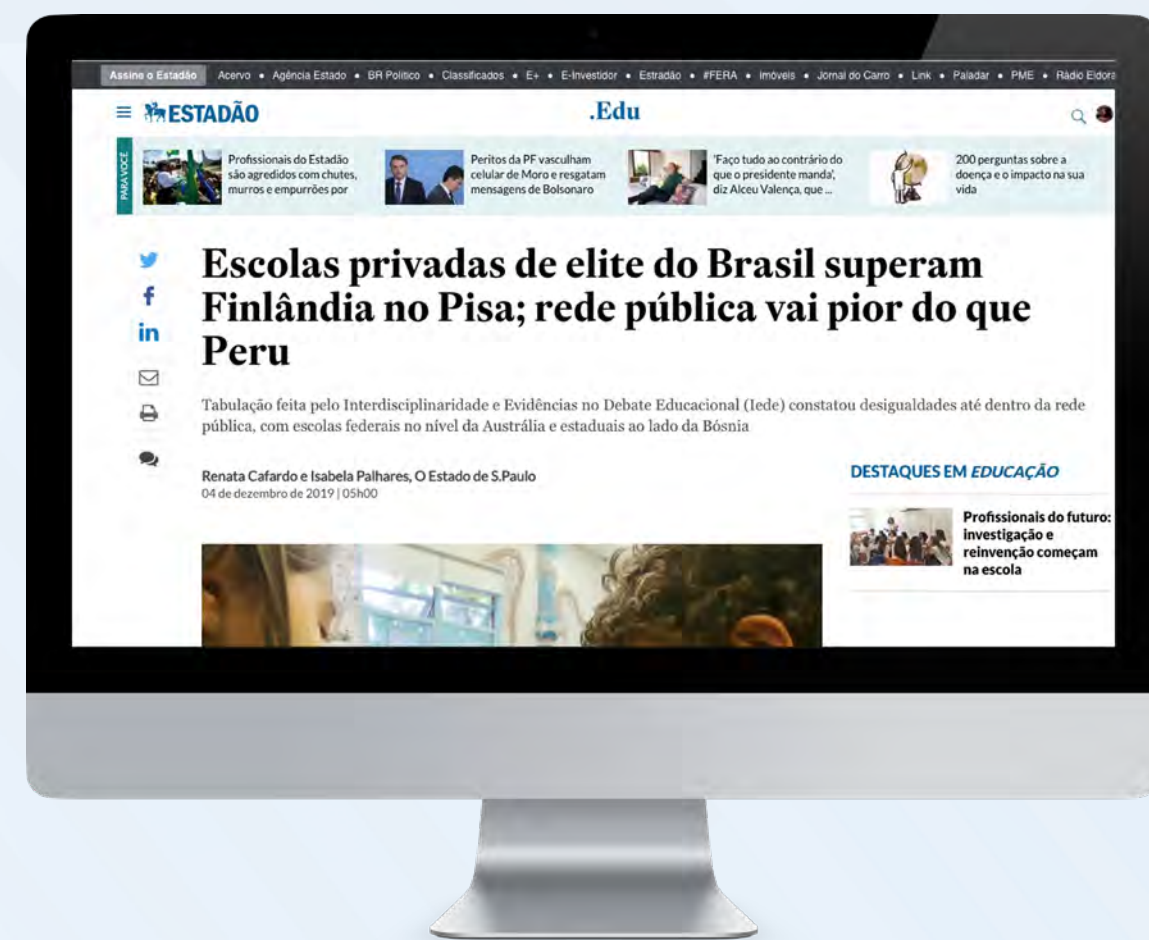 Assine o Estadão Acervo • Agência Estado • BR Político • Classificados • E+ • E-Investidor • Estradão • #FERA • Imóveis • Jornal do Carro • Link • Paladar • PME • Rádio Eldora
ESTADÃO
.Edu
PARA VOCÊ
Profissionais do Estadão
são agredidos com chutes,
murros e empurrões por
Peritos da PF vasculham
celular de Moro e resgatam
mensagens de Bolsonaro
'Faço tudo ao contrário do
que o presidente manda',
diz Alceu Valença, que ...
200 perguntas sobre a
doença e o impacto na sua
vida
Escolas privadas de elite do Brasil superam
Finlândia no Pisa; rede pública vai pior do que
Peru
Tabulação feita pelo Interdisciplinaridade e Evidências no Debate Educacional (Iede) constatou desigualdades até dentro da rede
pública, com escolas federais no nível da Austrália e estaduais ao lado da Bósnia
Renata Cafardo e Isabela Palhares, O Estado de S.Paulo
04 de dezembro de 2019 | 05h00
DESTAQUES EM EDUCAÇÃO
Profissionais do futuro:
investigação e
reinvenção começam
na escola